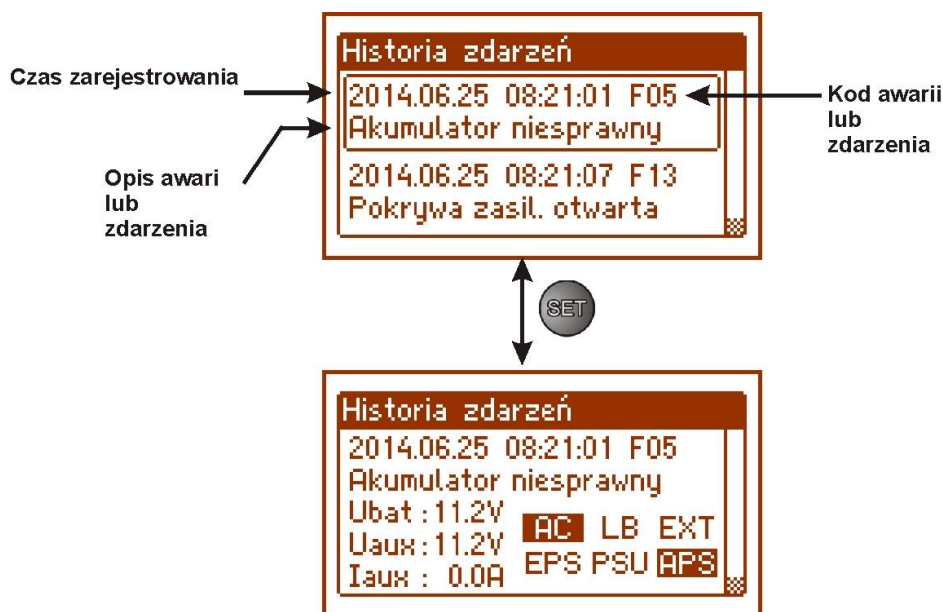 Historia zdarzeń
Czas zarejestrowania
2014.06.25 08:21:01 F05
Akumulator niesprawny
Kod awarii
lub
zdarzenia
Opis awari
lub
zdarzenia
2014.06.25 08:21:07 F13
Pokrywa zasil. otwarta
SET
Historia zdarzeń
2014.06.25 08:21:01 F05
Akumulator niesprawny
Ubat : 11.2V
Uaux : 11.2V
Iaux : 0.0A
AC LB EXT
EPS PSU APS